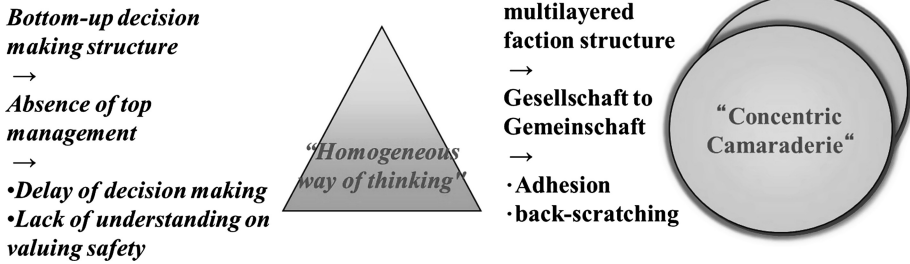 Bottom-up decision
making structure
→
Absence of top
management
→
•Delay of decision making
•Lack of understanding on
valuing safety
“Homogeneous
way of thinking"
multilayered
faction structure
→
Gesellschaft to
Gemeinschaft
→
·Adhesion
·back-scratching
“Concentric
Camaraderie“